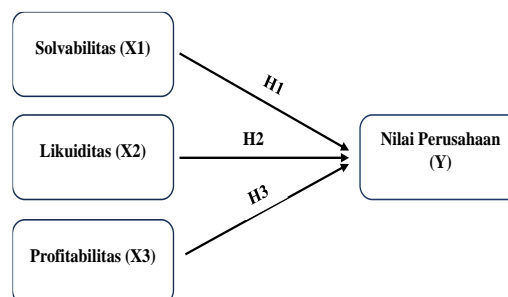 Solvabilitas (X1)
H1
Likuiditas (X2)
H2
Nilai Perusahaan
(Y)
H3
Profitabilitas (X3)